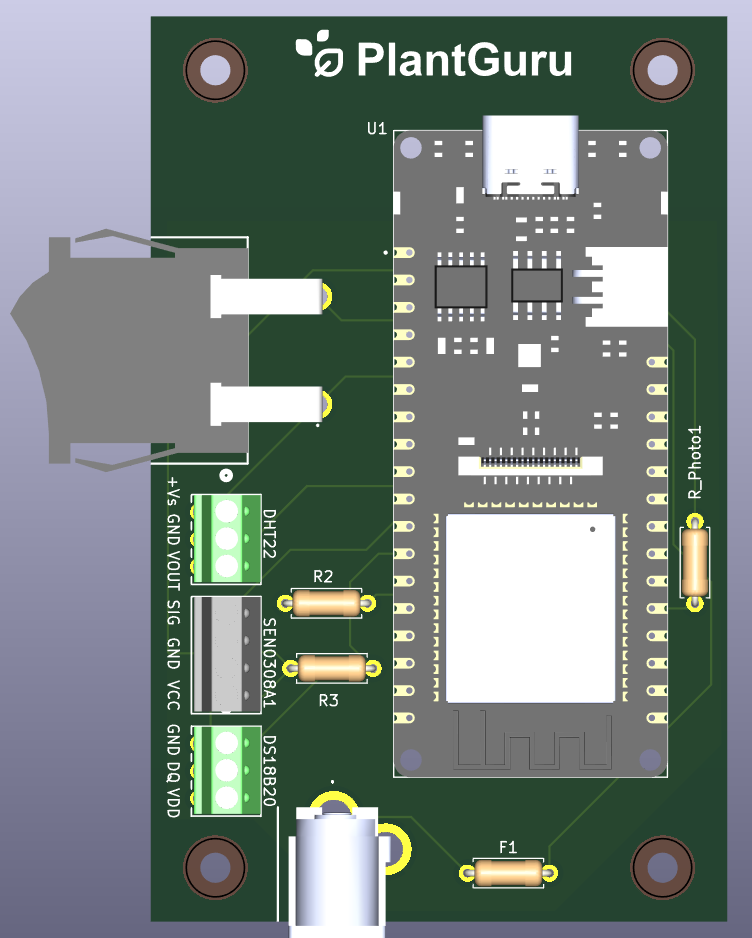 PlantGuru
U1
R_Photo1
+Vs GND VOUT
DHT22
R2
SIG GND VCC
SEN0308A1
R3
GND DQ VDD
DS18B20
F1